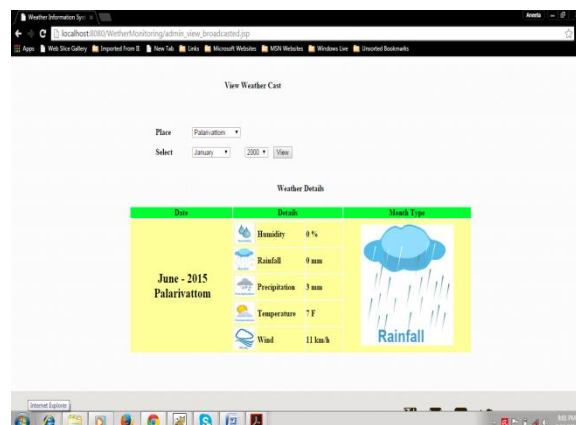 Weather Information Sys
Aneeta
localhost:8080/WetherMonitoring/admin_view_broadcasted.jsp
Apps Web Slice Gallery Imported From IE New Tab Links Microsoft Websites MSN Websites Windows Live Unsorted Bookmarks
View Weather Cast
Place Palarivattom
Select January 2000 View
Weather Details
Date Details Month Type
Humidity 0 %
Rainfall 0 mm
June - 2015
Palarivattom
Precipitation 3 mm
Temperature 7 F
Wind 11 km/h
Rainfall
Internet Explorer